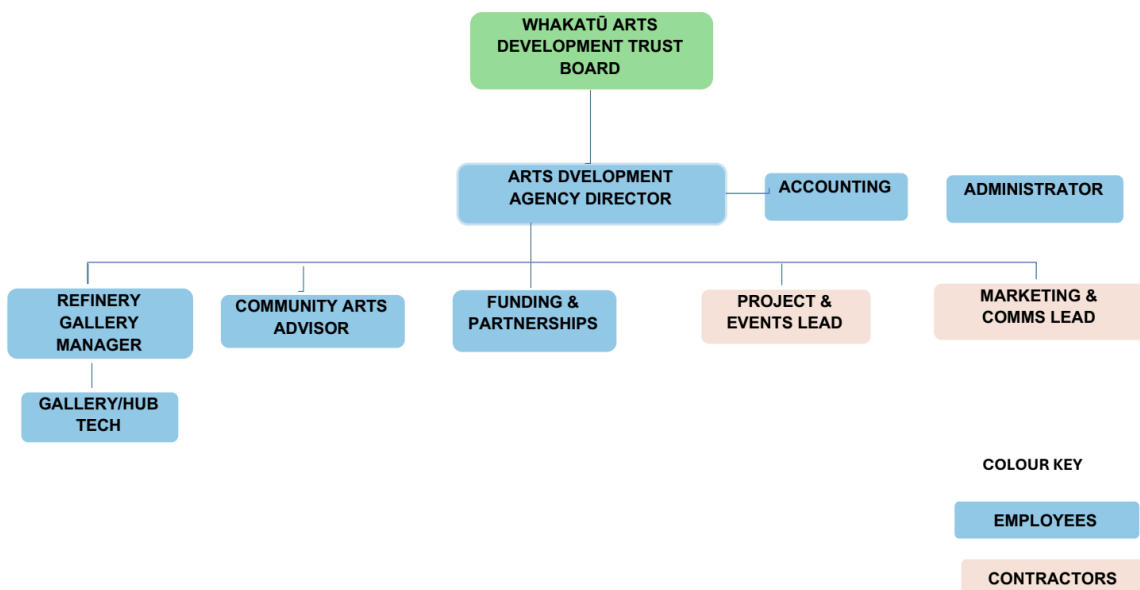 WHAKATŪ ARTS
DEVELOPMENT TRUST
BOARD
ARTS DVELOPMENT
AGENCY DIRECTOR
ACCOUNTING
ADMINISTRATOR
REFINERY
GALLERY
MANAGER
COMMUNITY ARTS
ADVISOR
FUNDING &
PARTNERSHIPS
PROJECT &
EVENTS LEAD
MARKETING &
COMMS LEAD
GALLERY/HUB
TECH
COLOUR KEY
EMPLOYEES
CONTRACTORS